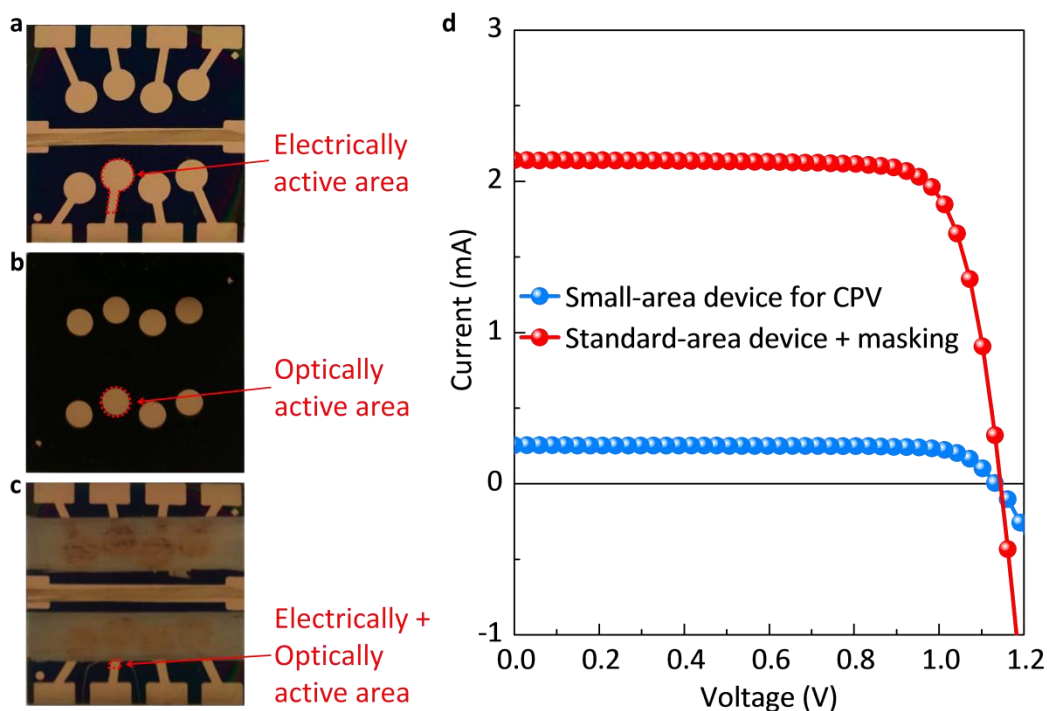 a
Electrically
active area
b
Optically
active area
c
Electrically +
Optically
active area
d
Current (mA)
3
2
1
0
-1
Small-area device for CPV
Standard-area device + masking
0.0 0.2 0.4 0.6 0.8 1.0 1.2
Voltage (V)